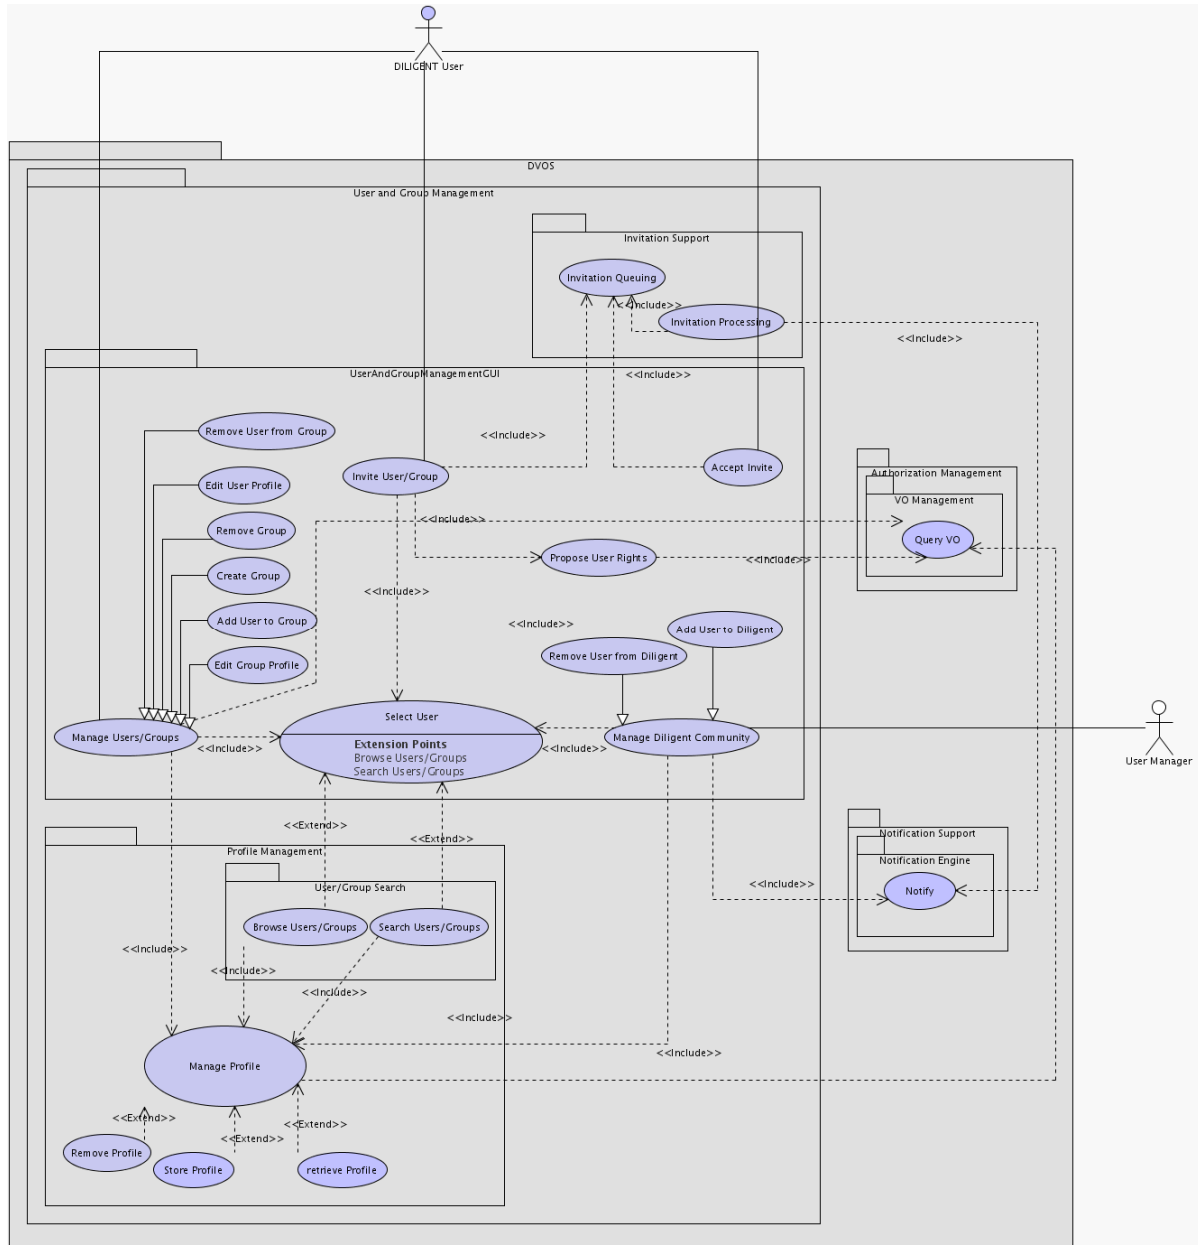 DILIGENT User
DVOS
User and Group Management
Invitation Support
Invitation Queuing
<<Include>>
Invitation Processing
<<Include>>
UserAndGroupManagementGUI
<<Include>>
Remove User from Group
<<Include>>
Invite User/Group
Accept Invite
Authorization Management
Edit User Profile
VO Management
<<Include>>
Remove Group
Query VO
Propose User Rights
<<Include>>
Create Group
<<Include>>
Add User to Group
<<Include>>
Add User to Diligent
Remove User from Diligent
Edit Group Profile
Select User
Manage Users/Groups
<<Include>>
Extension Points
Browse Users/Groups
Search Users/Groups
<<Include>>
Manage Diligent Community
User Manager
<<Extend>>
<<Extend>>
Notification Support
Profile Management
Notification Engine
User/Group Search
<<Include>>
Notify
Browse Users/Groups
Search Users/Groups
<<Include>>
<<Include>>
<<Include>>
<<Include>>
<<Include>>
Manage Profile
<<Extend>>
<<Extend>>
<<Extend>>
Remove Profile
Store Profile
retrieve Profile